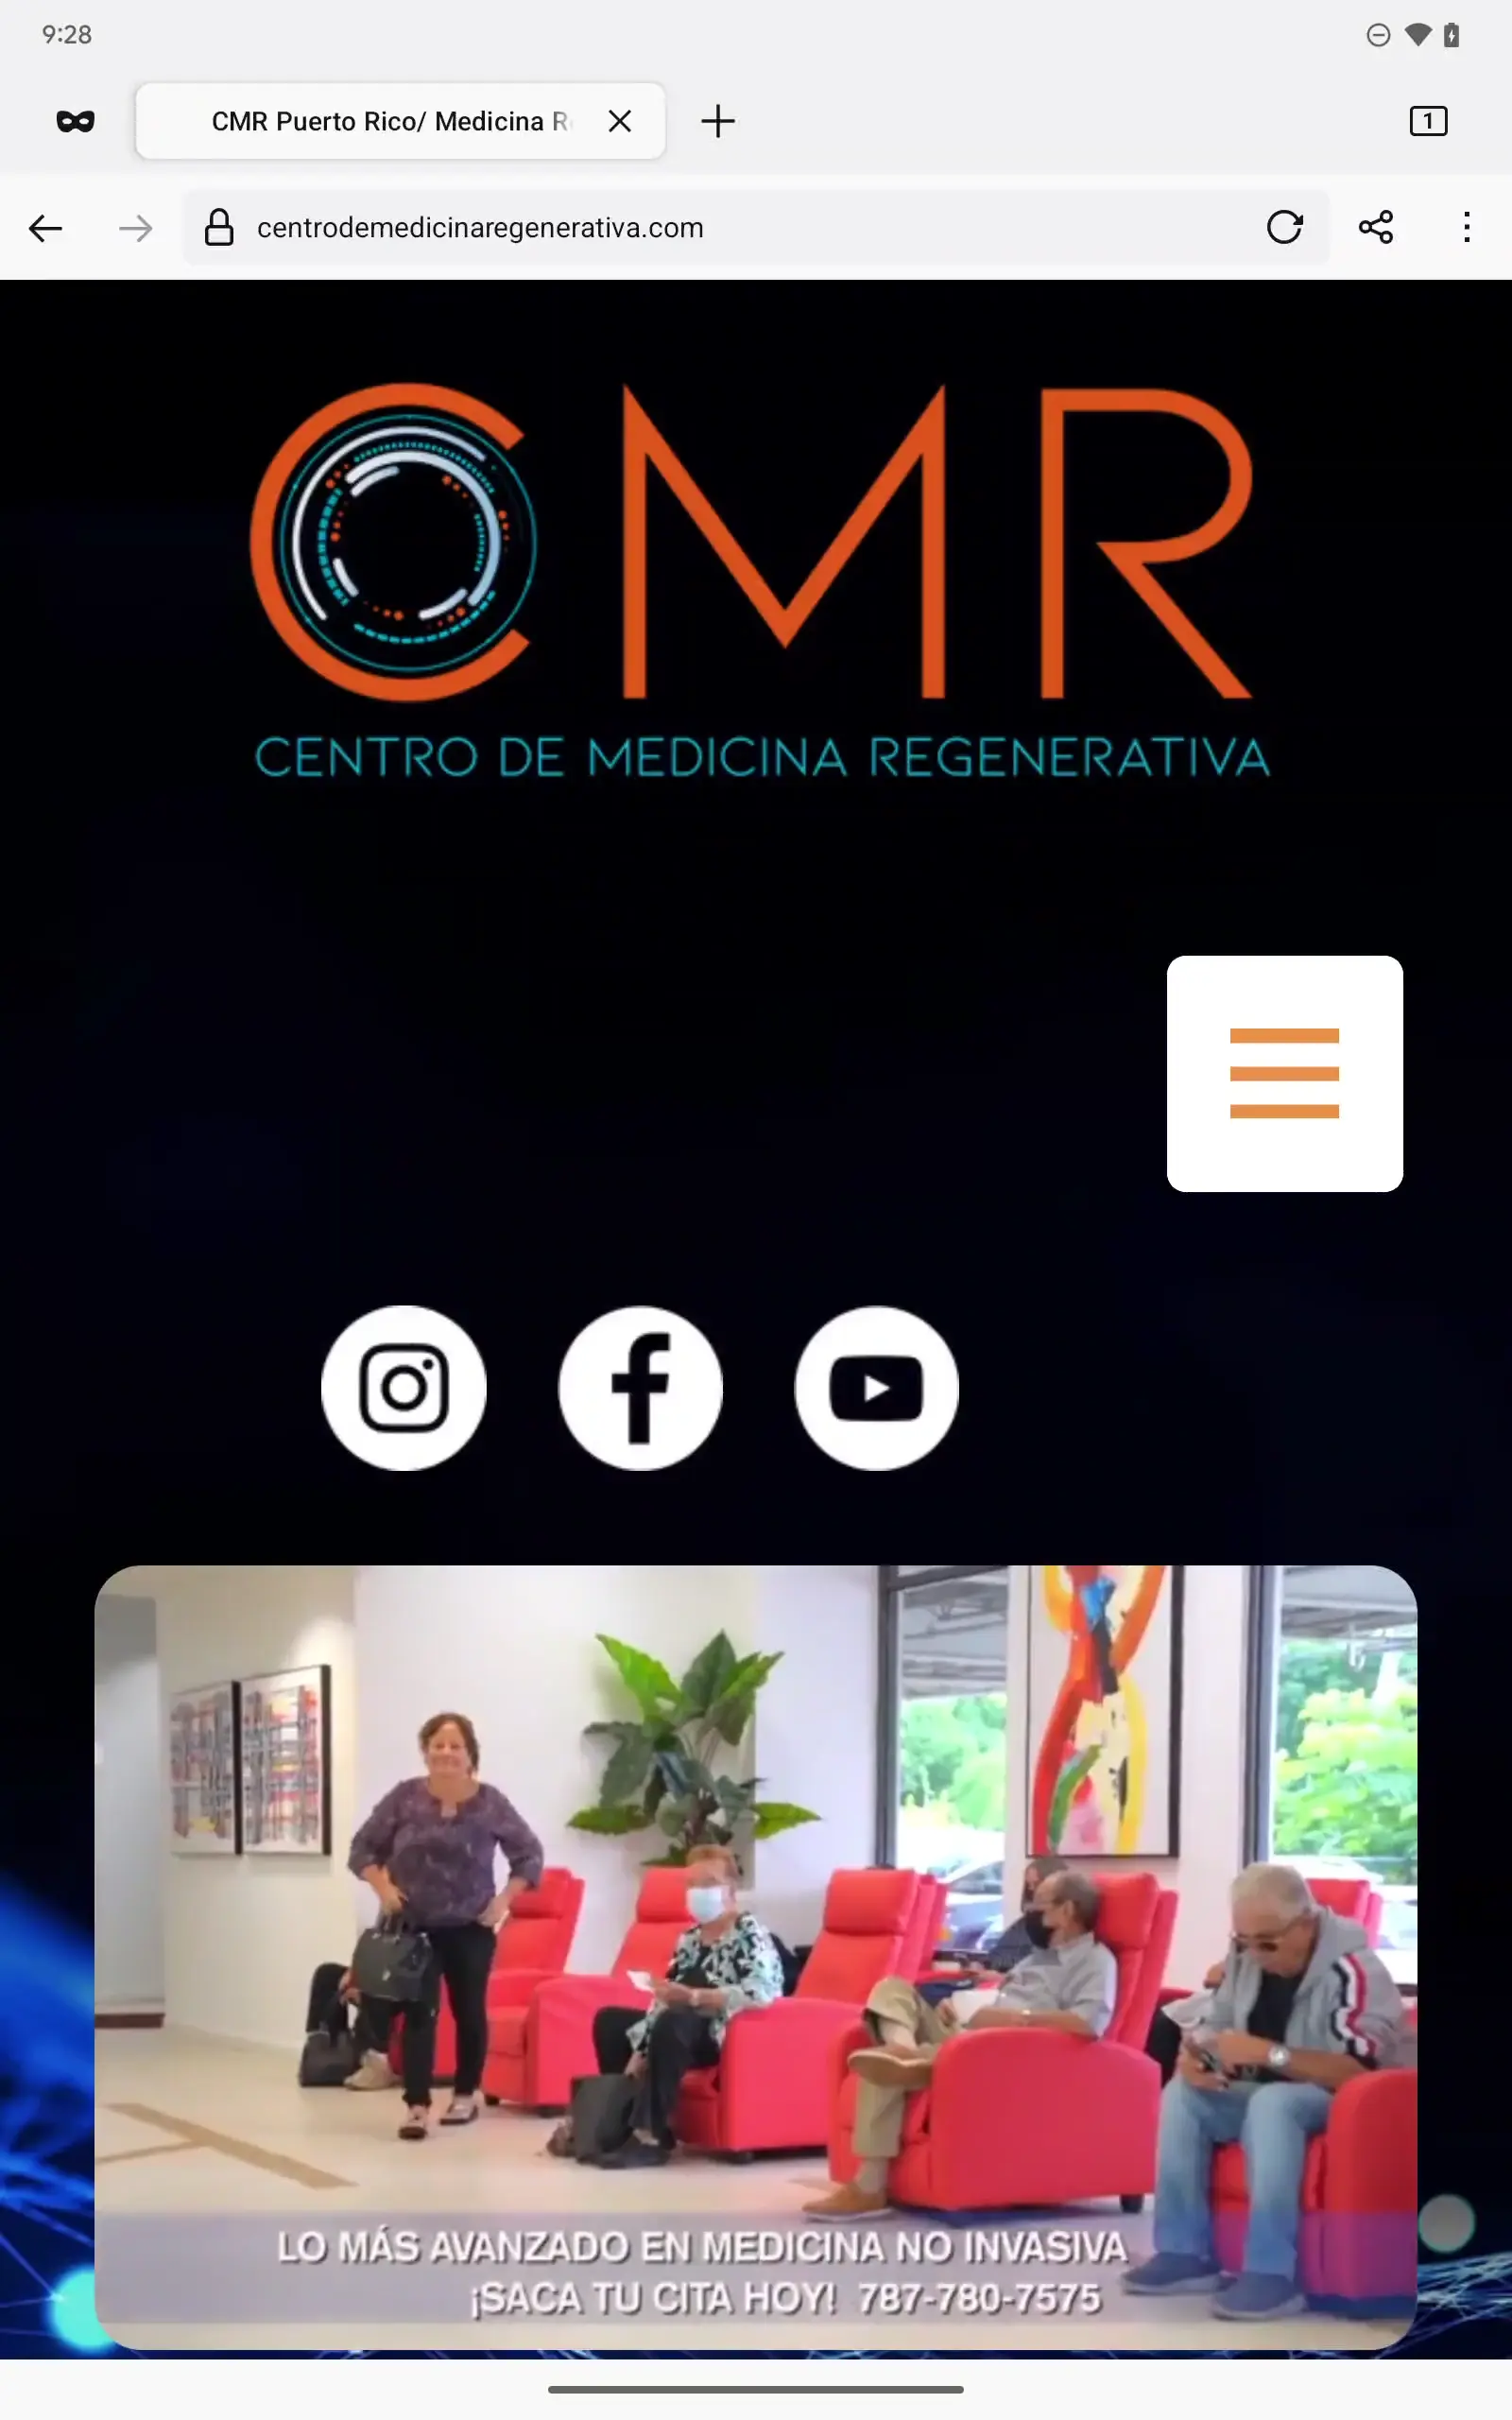 9:28
CMR Puerto Rico/ Medicina R
1
centrodemedicinaregenerativa.com
CMR
CENTRO DE MEDICINA REGENERATIVA
LO MÁS AVANZADO EN MEDICINA NO INVASIVA
¡SACA TU CITA HOY! 787-780-7575